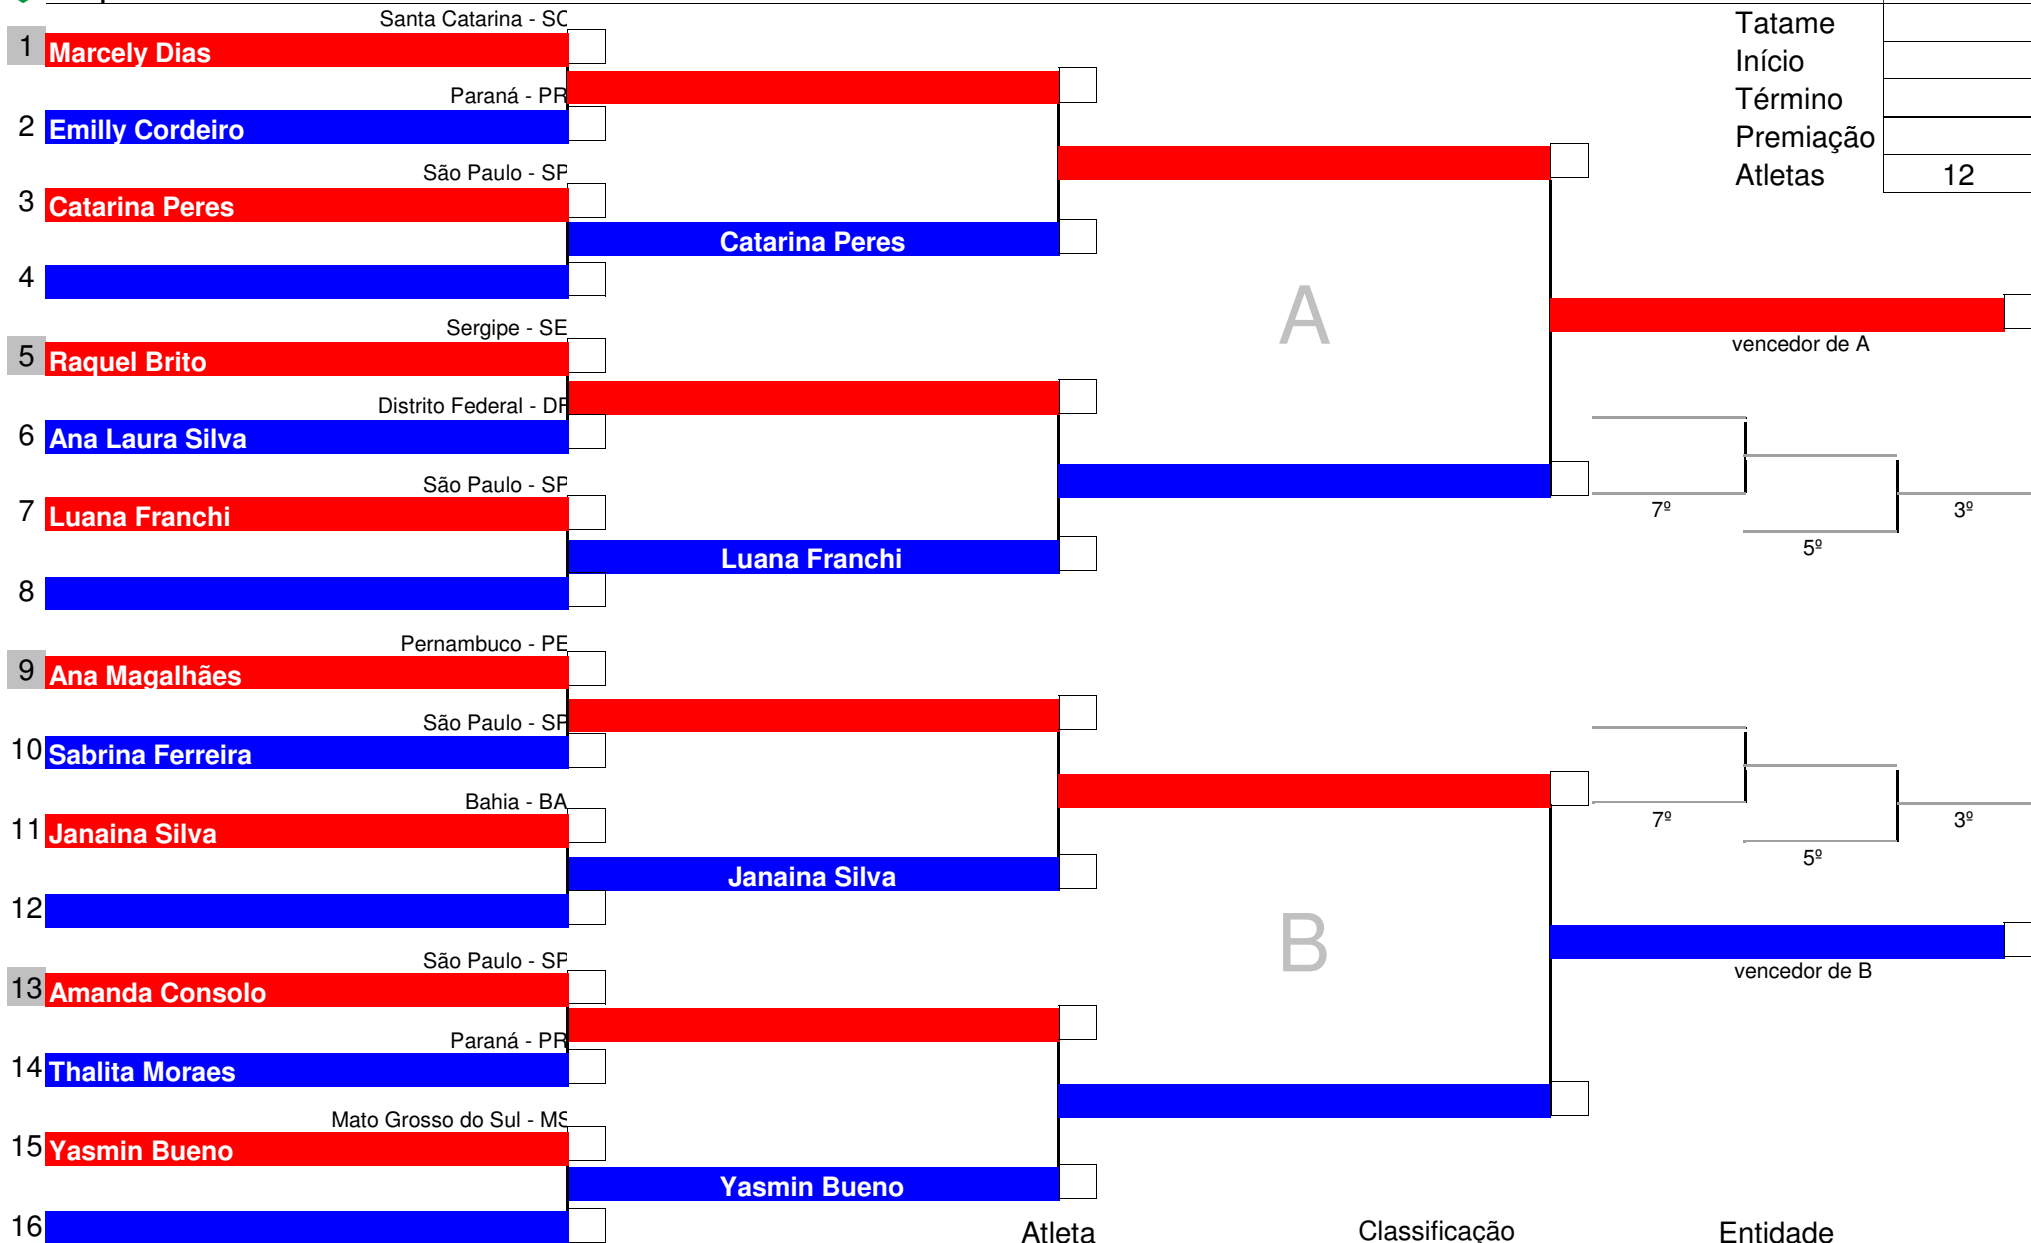 Santa Catarina - SC
1 Marcely Dias
Paraná - PR
2 Emilly Cordeiro
São Paulo - SP
3 Catarina Peres
Catarina Peres
4
Sergipe - SE
5 Raquel Brito
Distrito Federal - DF
6 Ana Laura Silva
São Paulo - SP
7 Luana Franchi
Luana Franchi
8
Pernambuco - PE
9 Ana Magalhães
São Paulo - SP
10 Sabrina Ferreira
Bahia - BA
11 Janaina Silva
Janaina Silva
12
São Paulo - SP
13 Amanda Consolo
Paraná - PR
14 Thalita Moraes
Mato Grosso do Sul - MS
15 Yasmin Bueno
Yasmin Bueno
16
A
B
Tatame
Início
Término
Premiação
Atletas 12
vencedor de A
7º
3º
5º
7º
3º
5º
vencedor de B
Atleta Classificação Entidade